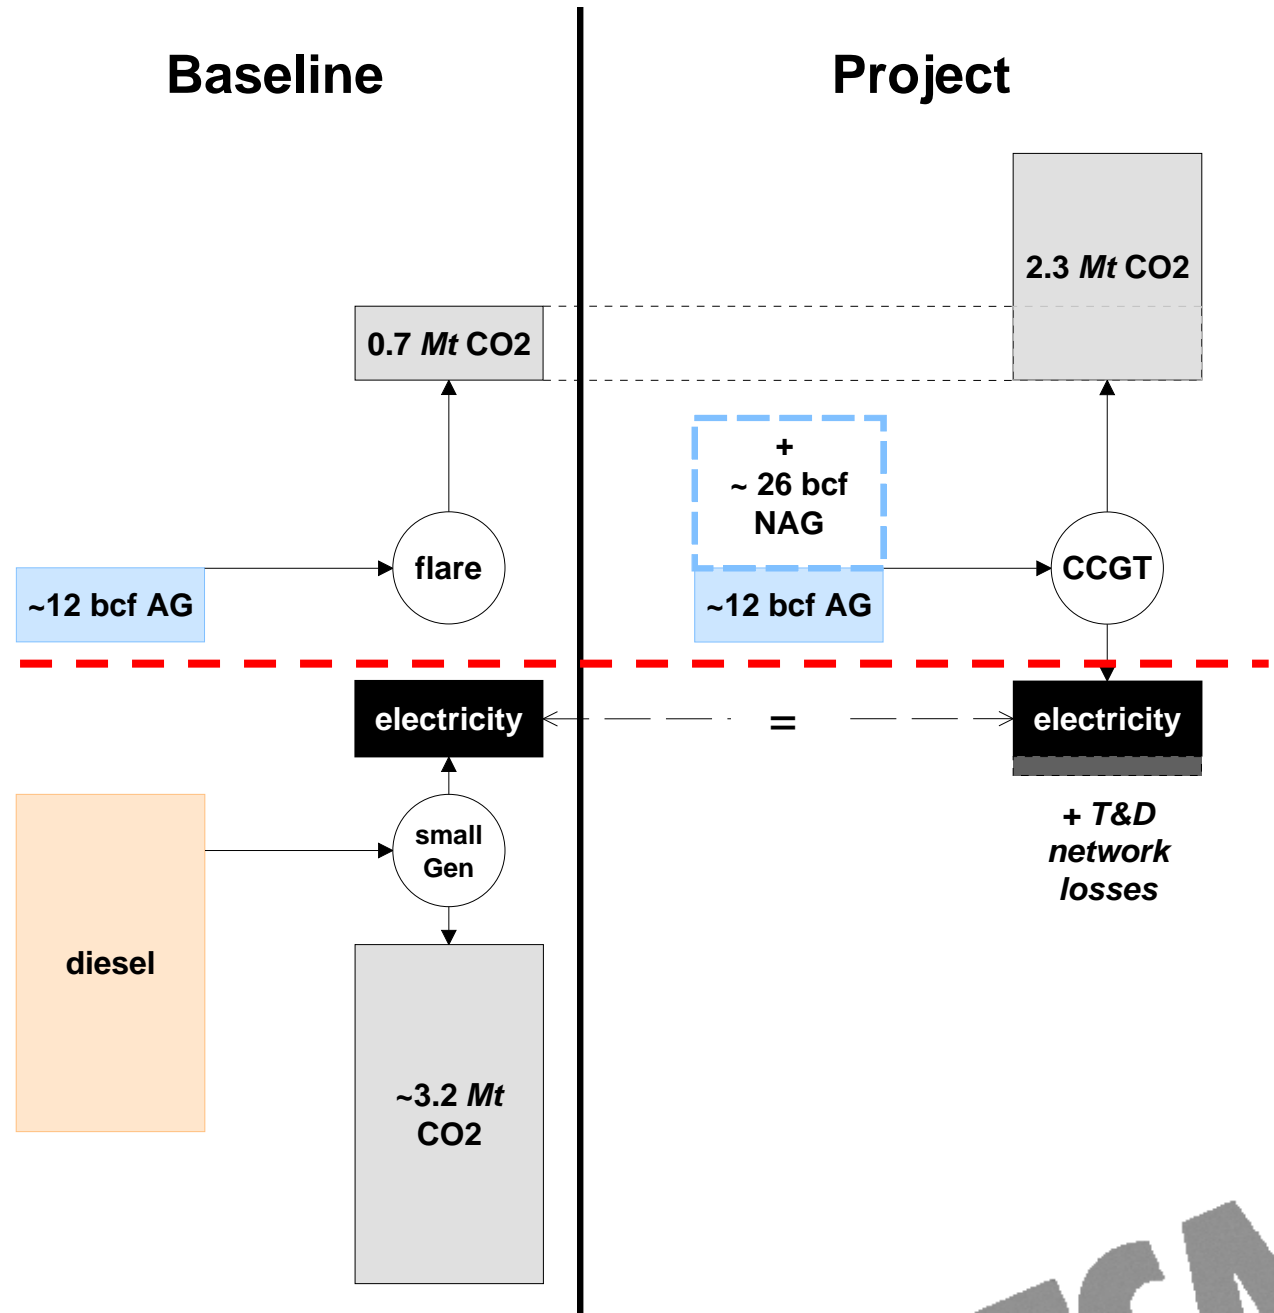 Baseline
Project
2.3 Mt CO2
0.7 Mt CO2
+
~ 26 bcf
NAG
flare
CCGT
~12 bcf AG
~12 bcf AG
electricity
=
electricity
small
Gen
+ T&D
network
losses
diesel
~3.2 Mt
CO2